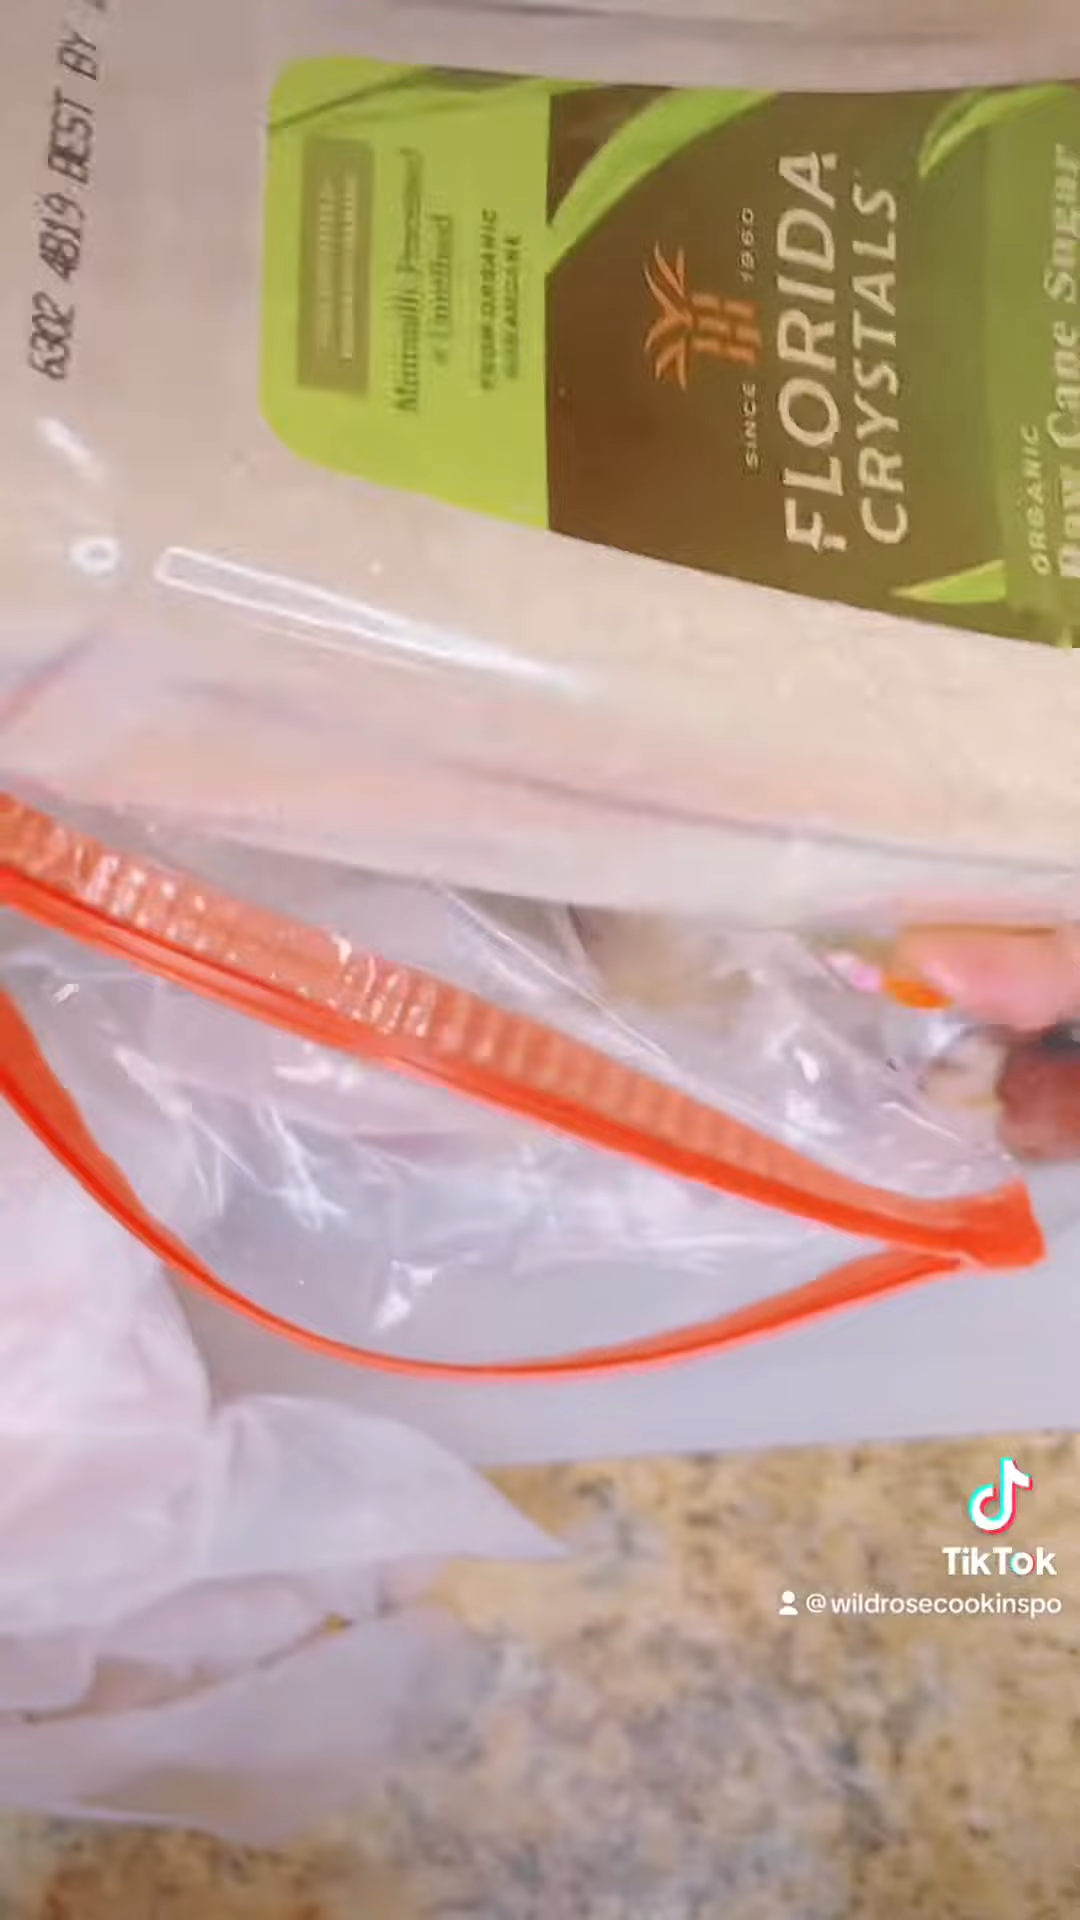 6302 4819 BEST BY
Minimally Processed
& Unrefined
FROM ORGANIC
SUGARCANE
SINCE 1960
FLORIDA
CRYSTALS
ORGANIC
Raw Cane Sugar
TikTok
@wildrosecookinspo